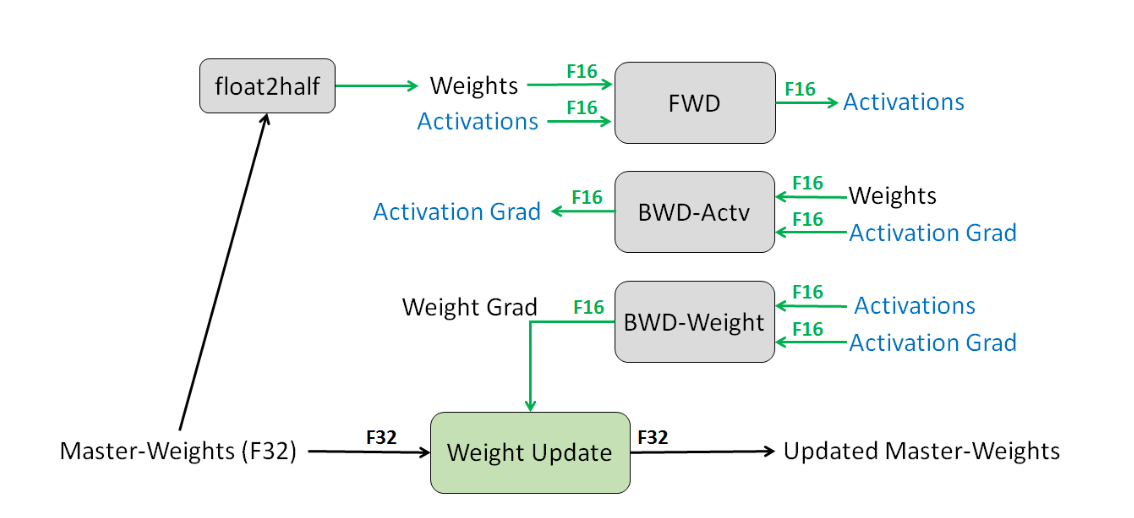 float2half
Weights
F16
Activations
F16
FWD
F16
Activations
Activation Grad
F16
BWD-Actv
F16
Weights
F16
Activation Grad
Weight Grad
F16
BWD-Weight
F16
Activations
F16
Activation Grad
Master-Weights (F32)
F32
Weight Update
F32
Updated Master-Weights